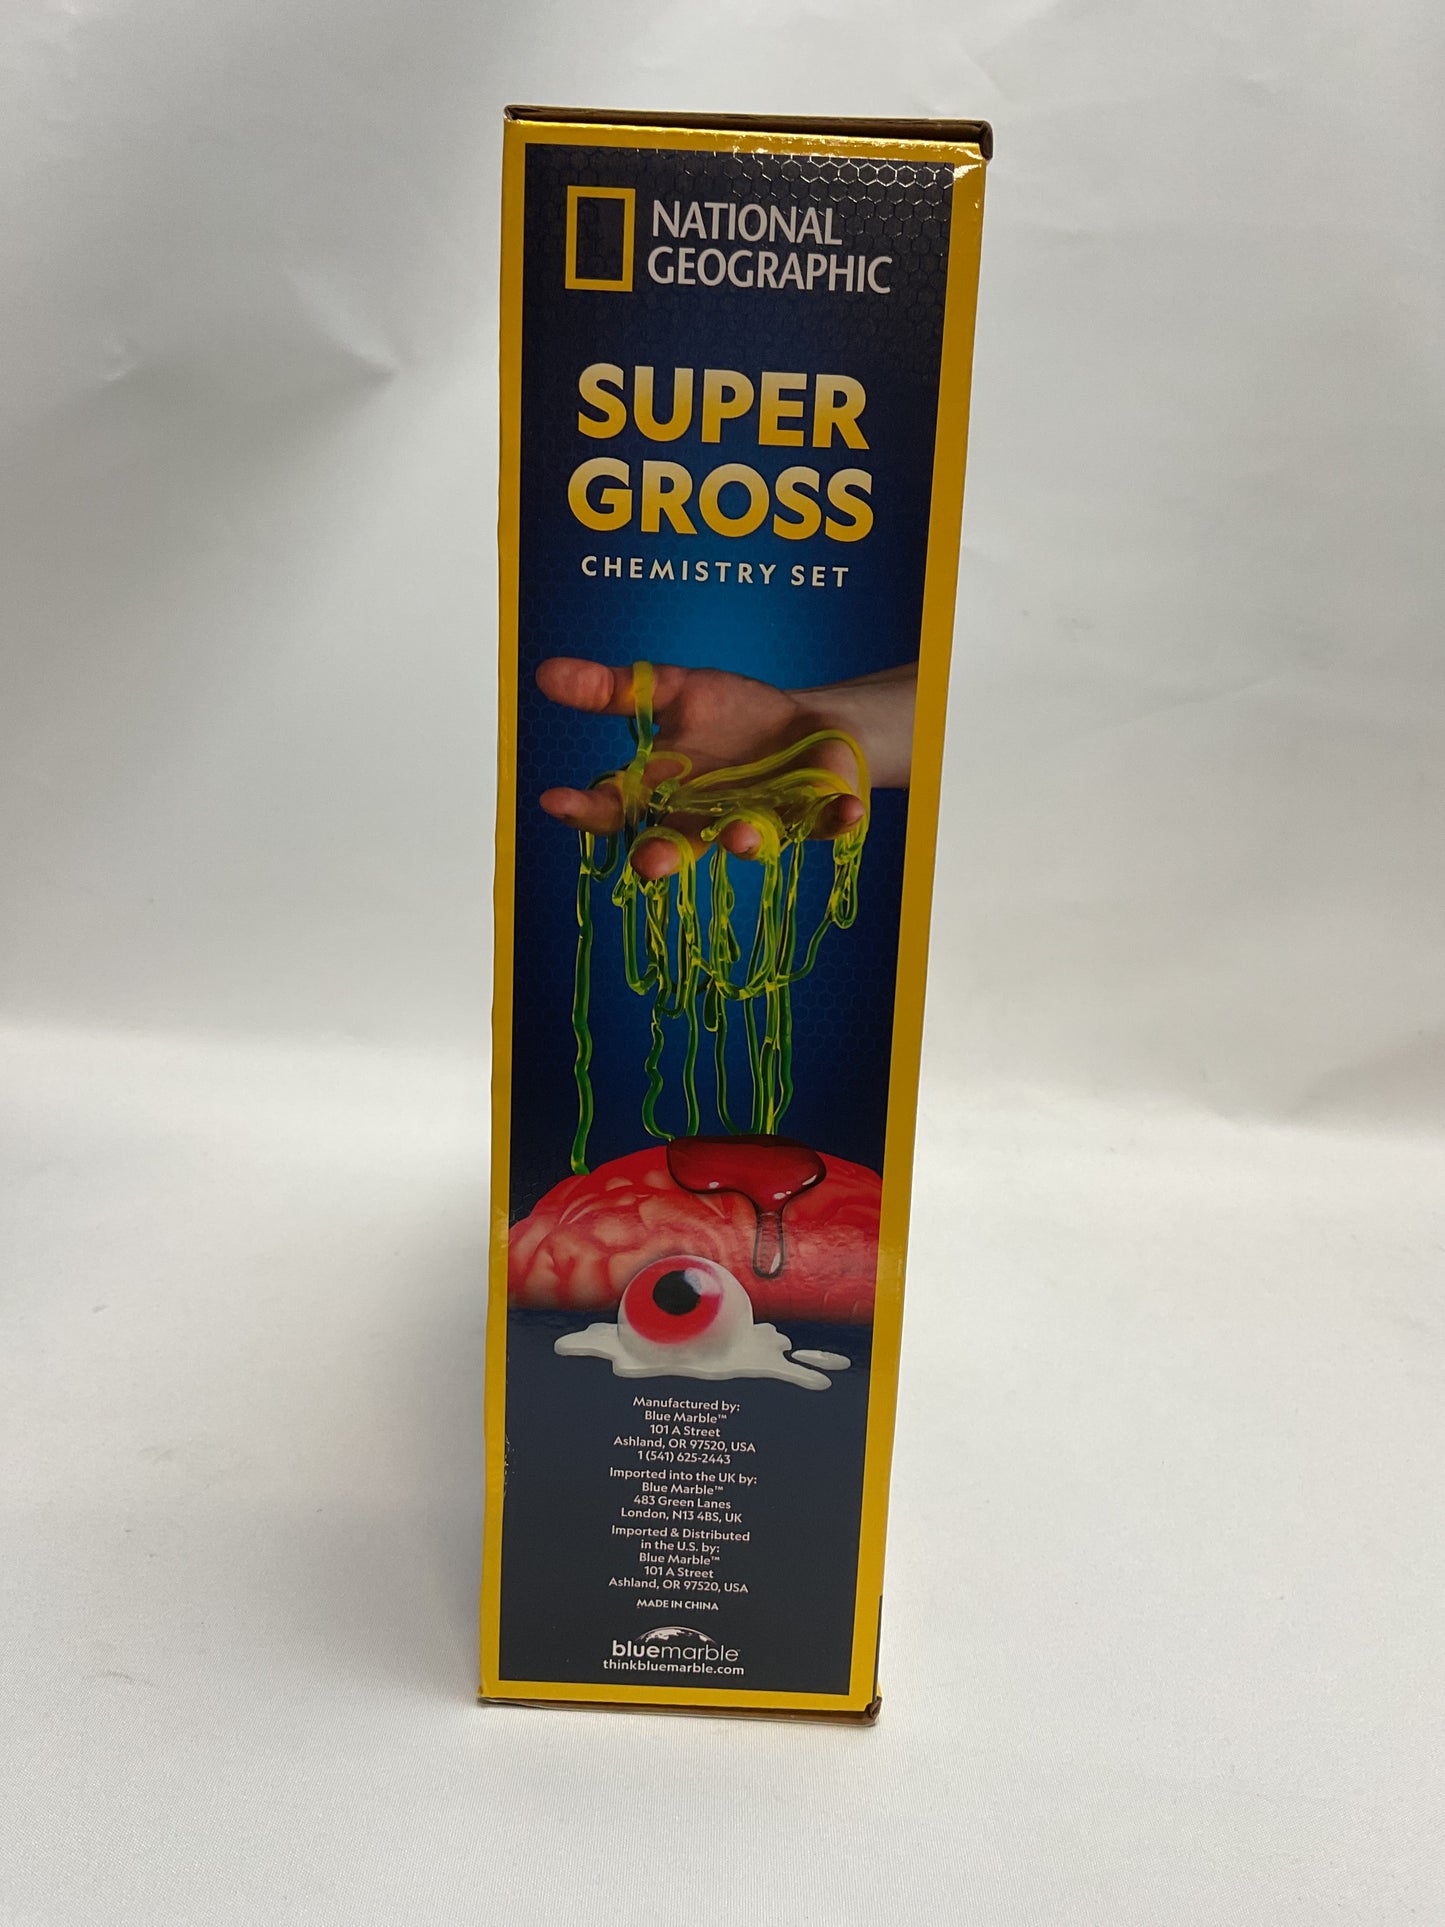 NATIONAL
GEOGRAPHIC
SUPER
GROSS
CHEMISTRY SET
Manufactured by:
Blue Marble™
101 A Street
Ashland, OR 97520, USA
1 (541) 625-2443
Imported into the UK by:
Blue Marble™
483 Green Lanes
London, N13 4BS, UK
Imported & Distributed
in the U.S. by:
Blue Marble™
101 A Street
Ashland, OR 97520, USA
MADE IN CHINA
bluemarble
thinkbluemarble.com